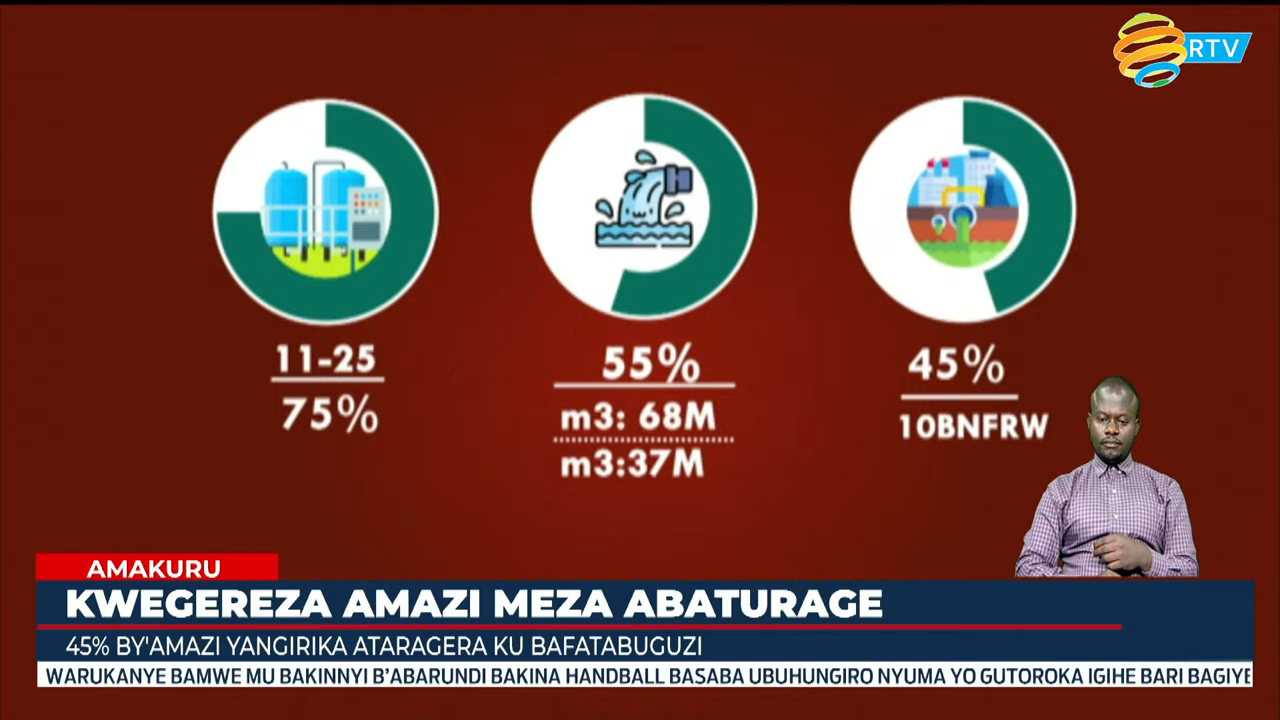 RTV
11-25
75%
55%
m3: 68M
m3:37M
45%
10BNFRW
AMAKURU
KWEGEREZA AMAZI MEZA ABATURAGE
45% BY'AMAZI YANGIRIKA ATARAGERA KU BAFATABUGUZI
WARUKANYE BAMWE MU BAKINNYI B’ABARUNDI BAKINA HANDBALL BASABA UBUHUNGIRO NYUMA YO GUTOROKA IGIHE BARI BAGIYE